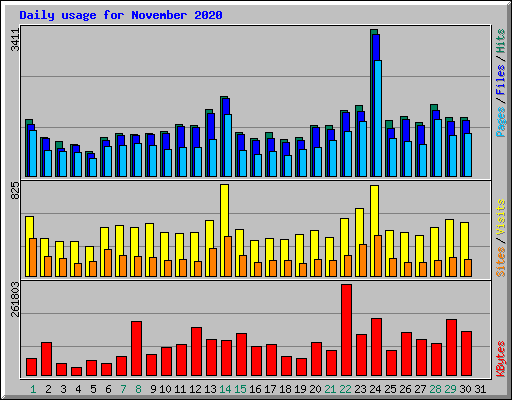 Daily usage for November 2020
3411
Pages / Files / Hits
825
Sites / Visits
261803
KBytes
1 2 3 4 5 6 7 8 9 10 11 12 13 14 15 16 17 18 19 20 21 22 23 24 25 26 27 28 29 30 31